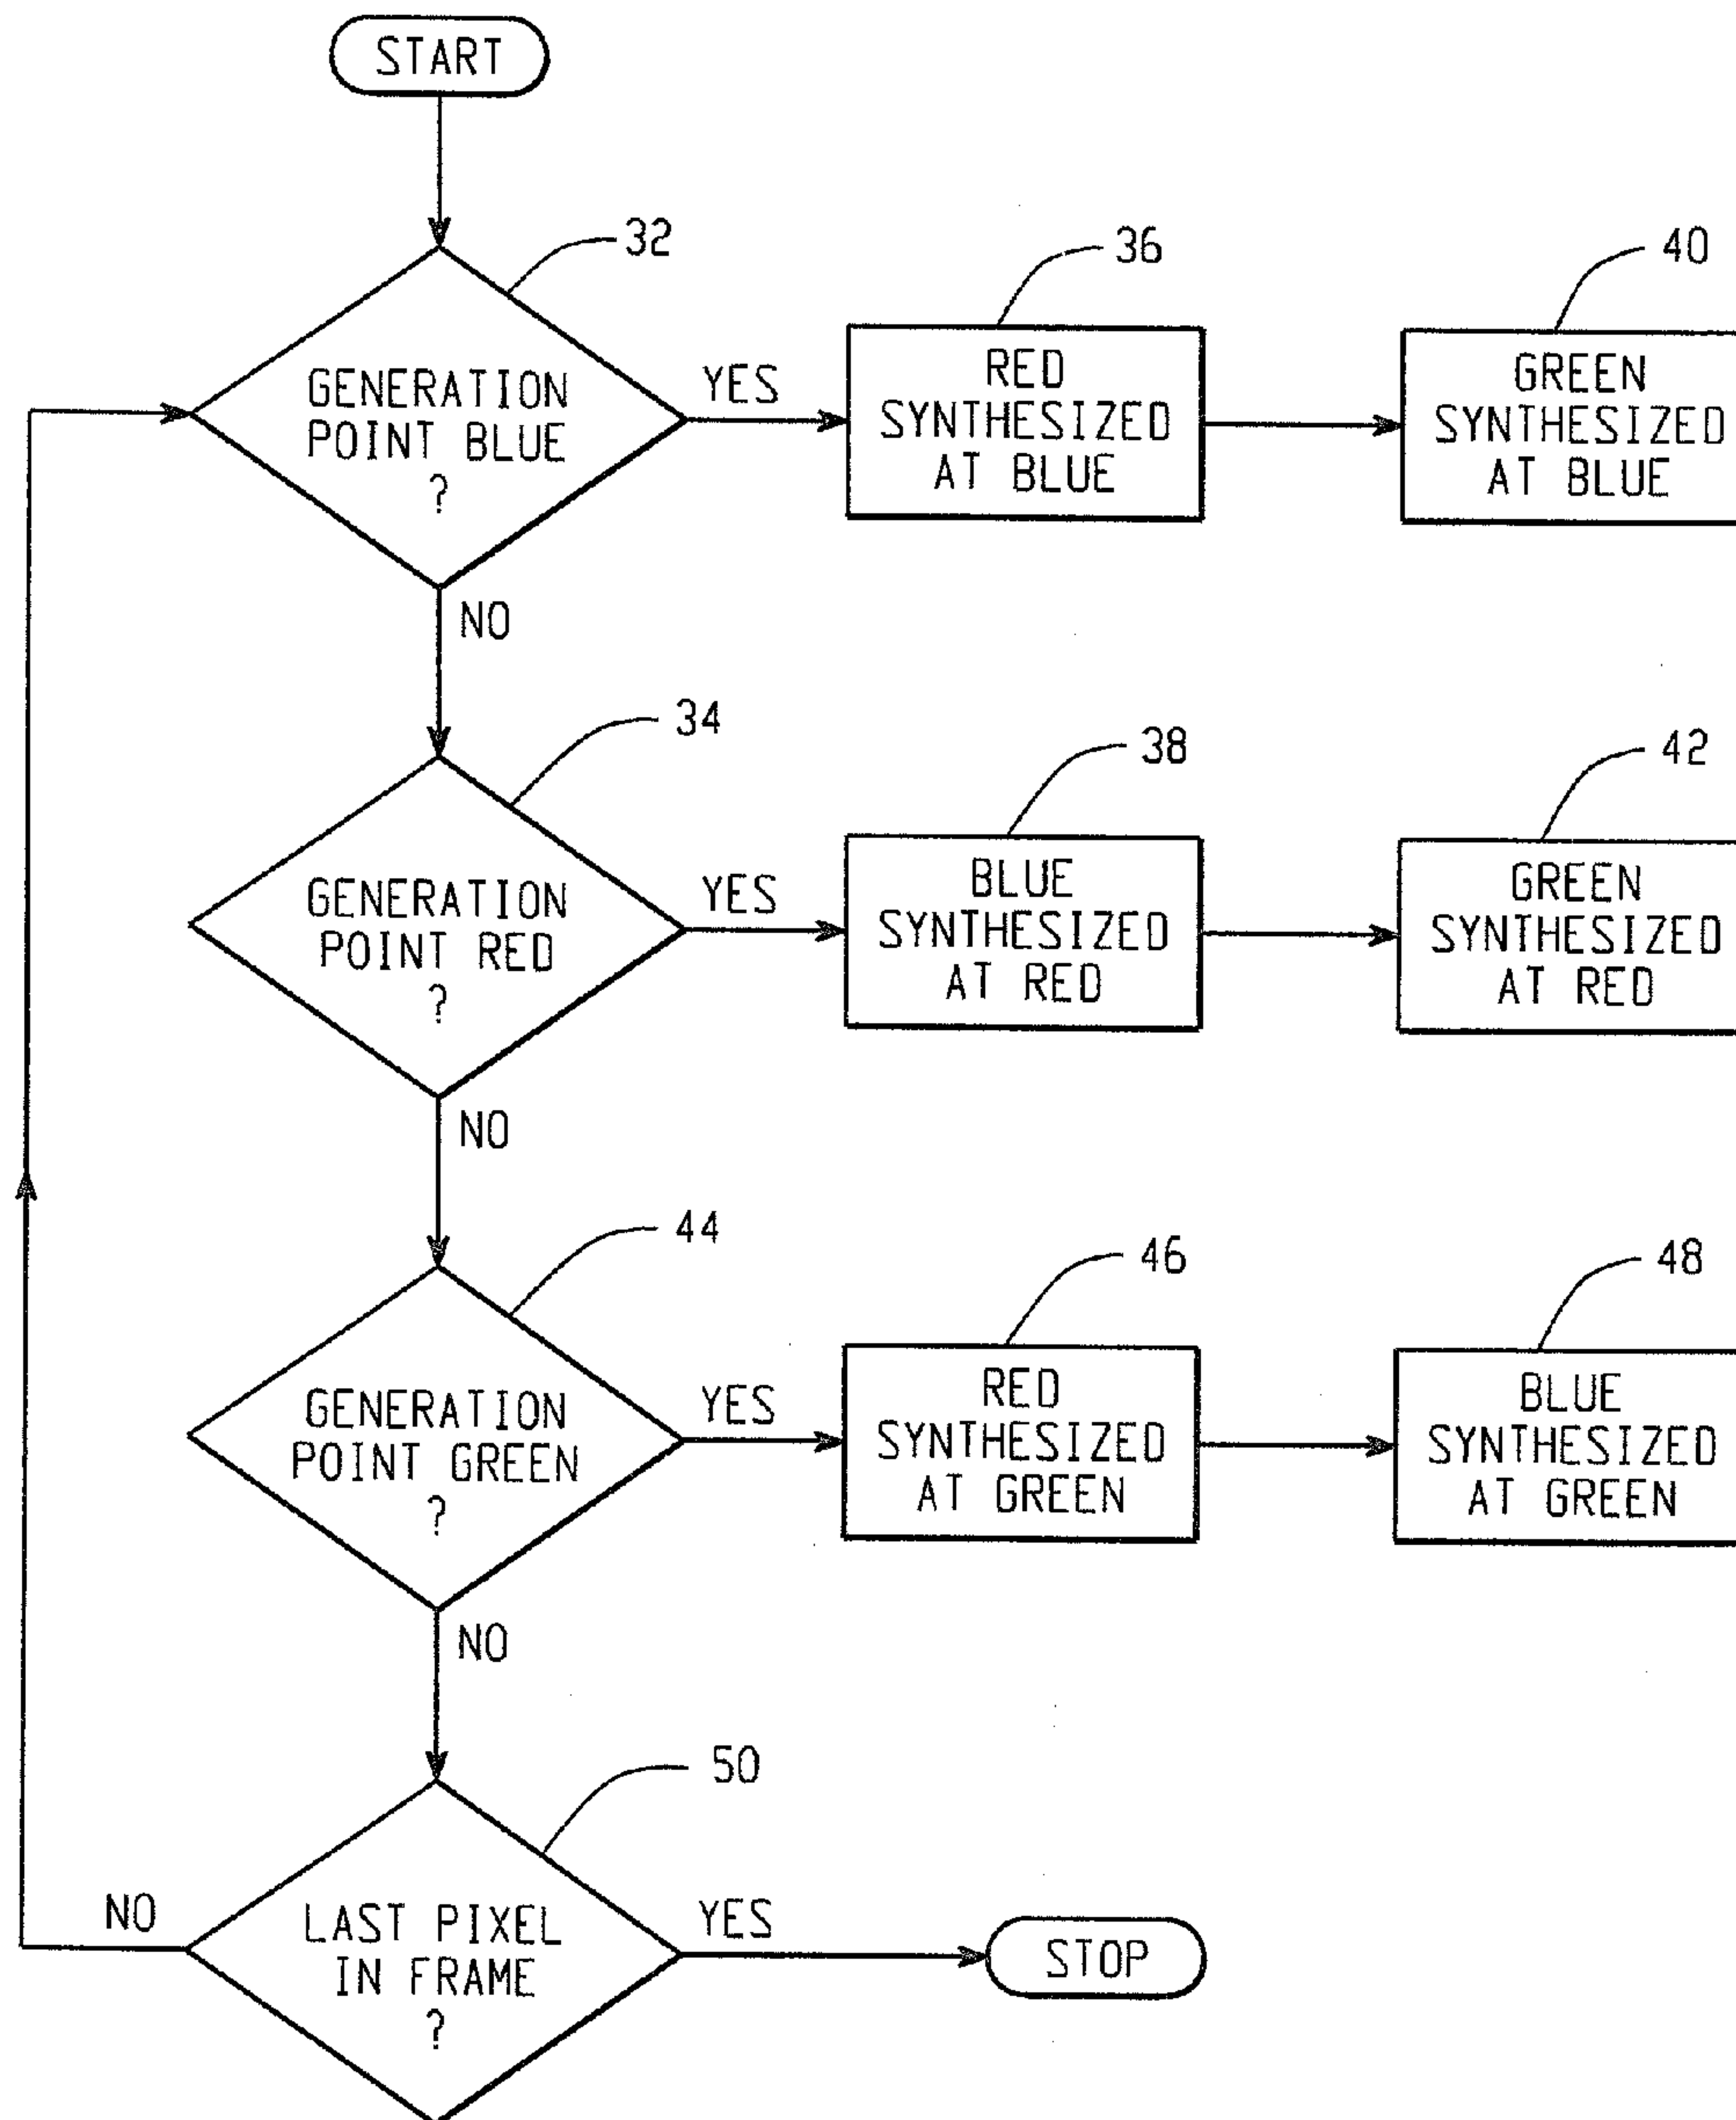 START
32
GENERATION
POINT BLUE
?
YES
36
RED
SYNTHESIZED
AT BLUE
40
GREEN
SYNTHESIZED
AT BLUE
NO
34
GENERATION
POINT RED
?
YES
38
BLUE
SYNTHESIZED
AT RED
42
GREEN
SYNTHESIZED
AT RED
NO
44
GENERATION
POINT GREEN
?
YES
46
RED
SYNTHESIZED
AT GREEN
48
BLUE
SYNTHESIZED
AT GREEN
NO
50
NO
LAST PIXEL
IN FRAME
?
YES
STOP